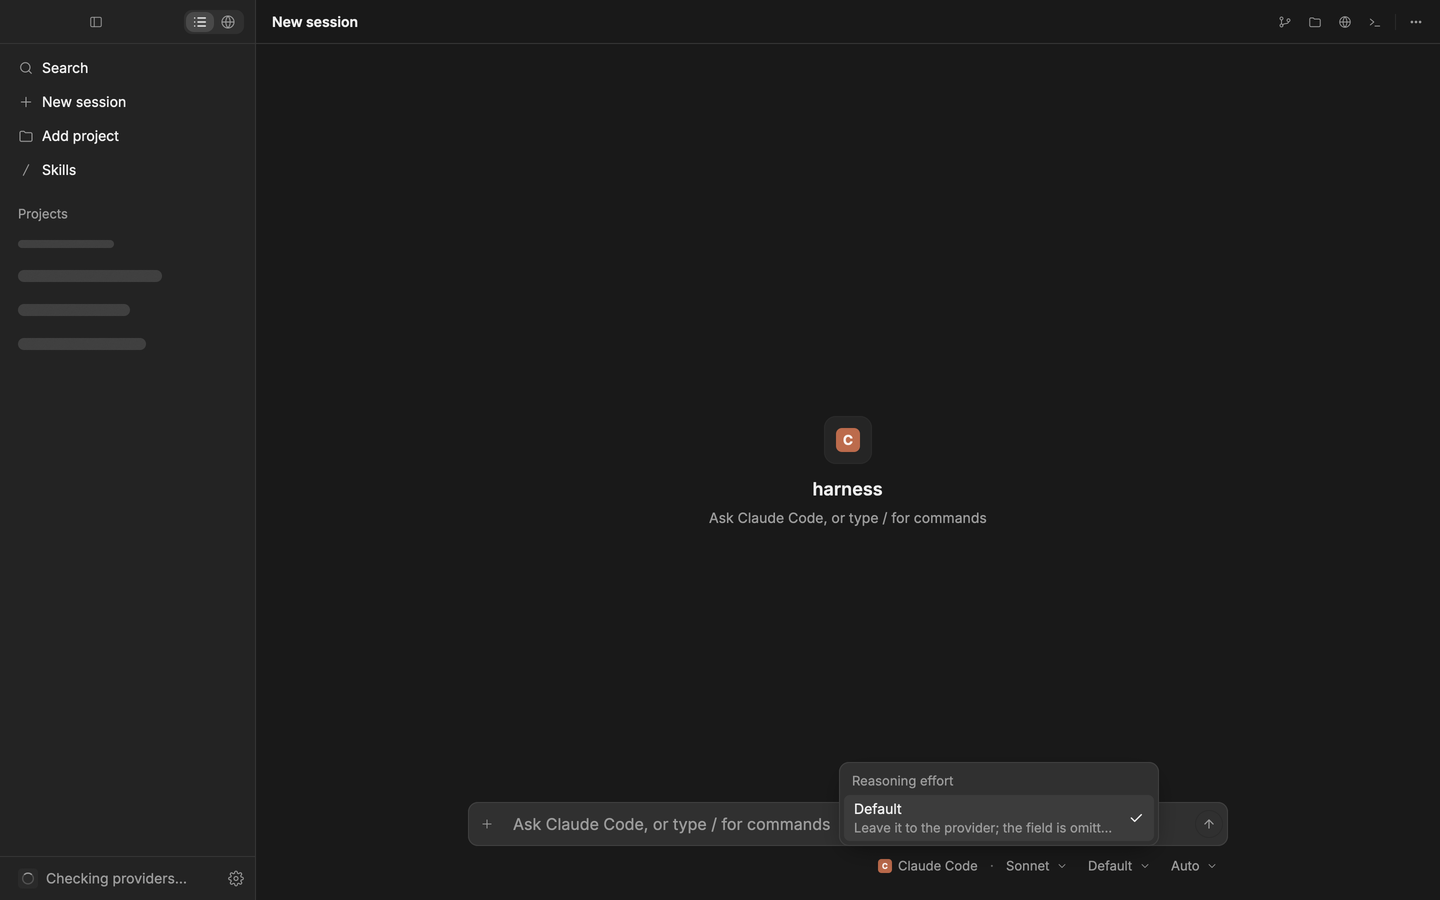 New session
Search
New session
Add project
Skills
Projects
C
harness
Ask Claude Code, or type / for commands
Reasoning effort
Default
Leave it to the provider; the field is omitt...
Ask Claude Code, or type / for commands
C Claude Code · Sonnet Default Auto
Checking providers...